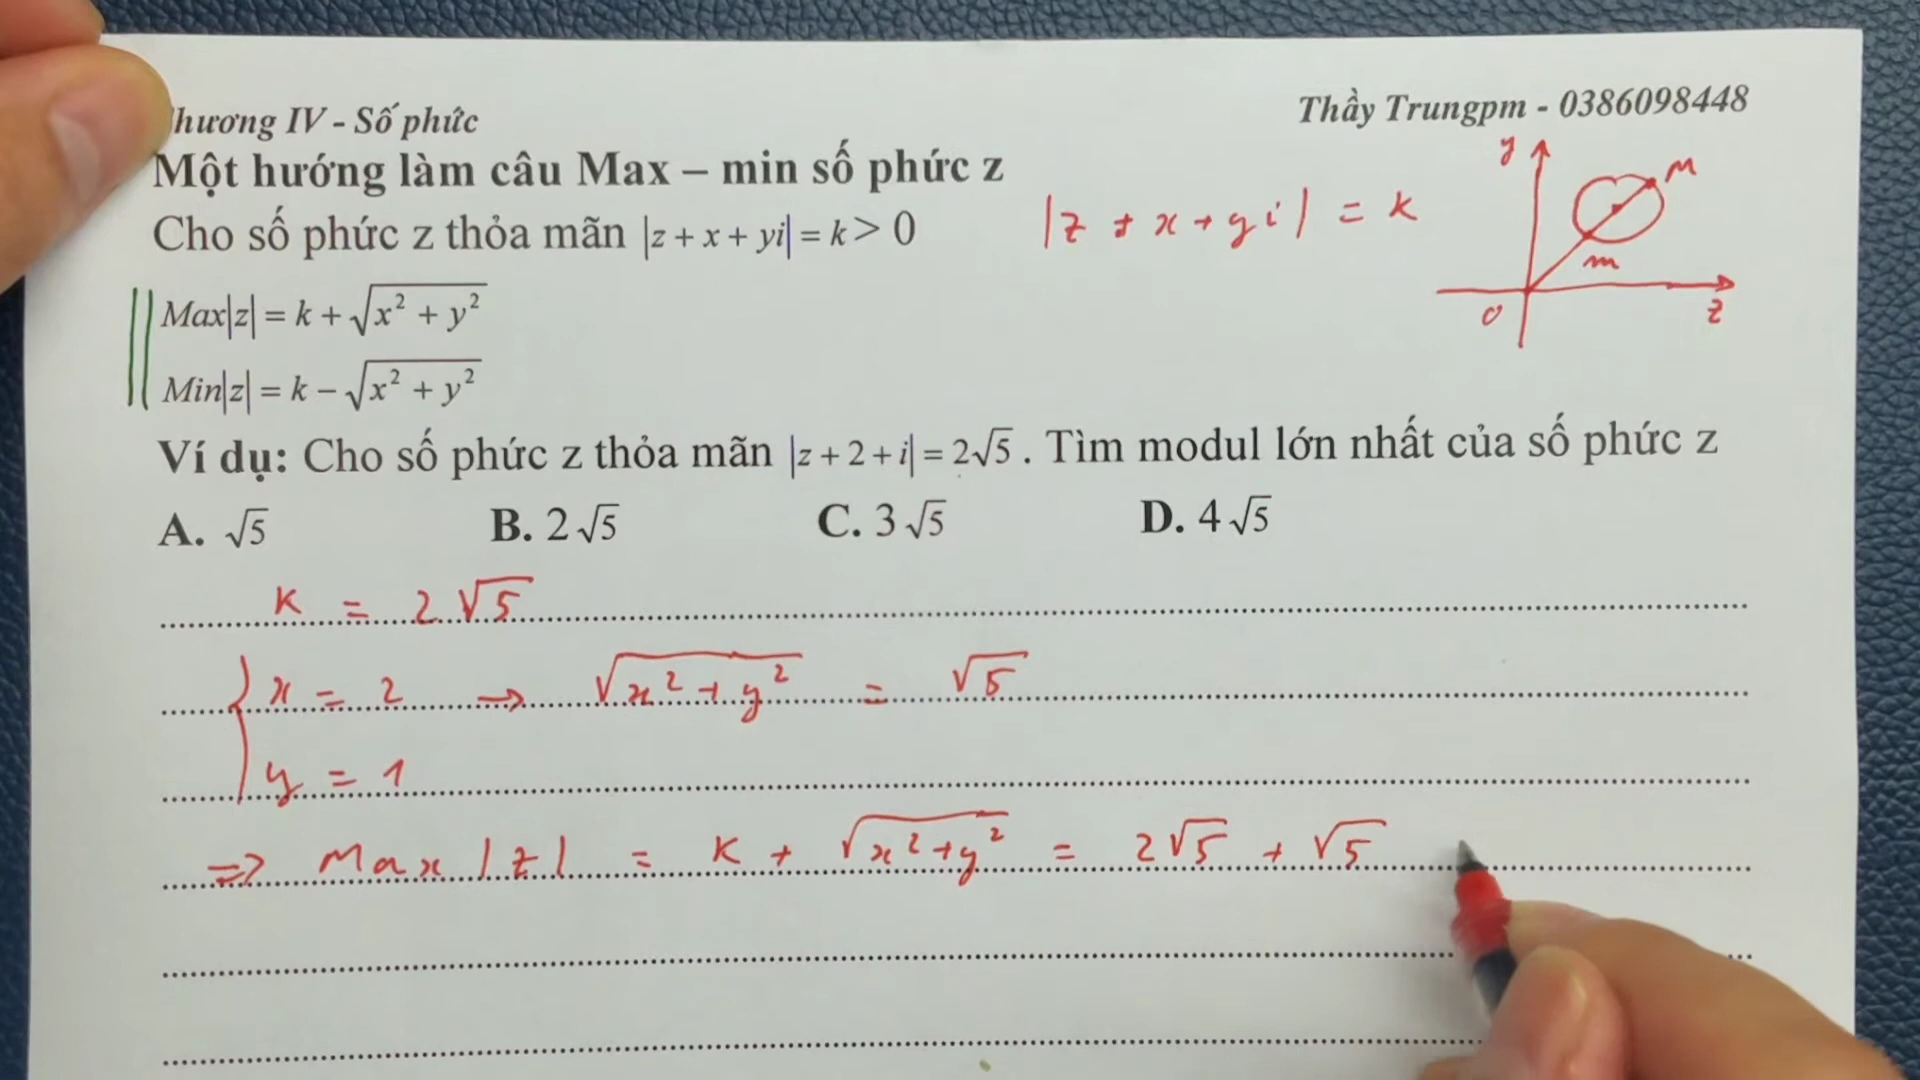 hương IV - Số phức
Thầy Trungpm - 0386098448
Một hướng làm câu Max – min số phức z
Cho số phức z thỏa mãn |z + x + yi| = k > 0
|z + x + yi| = k
y
M
m
O
z
Max|z| = k + √(x² + y²)
Min|z| = k − √(x² + y²)
Ví dụ: Cho số phức z thỏa mãn |z + 2 + i| = 2√5. Tìm modul lớn nhất của số phức z
A. √5 B. 2√5 C. 3√5 D. 4√5
k = 2√5
{ x = 2 → √(x² + y²) = √5
y = 1
=> Max |z| = k + √(x² + y²) = 2√5 + √5